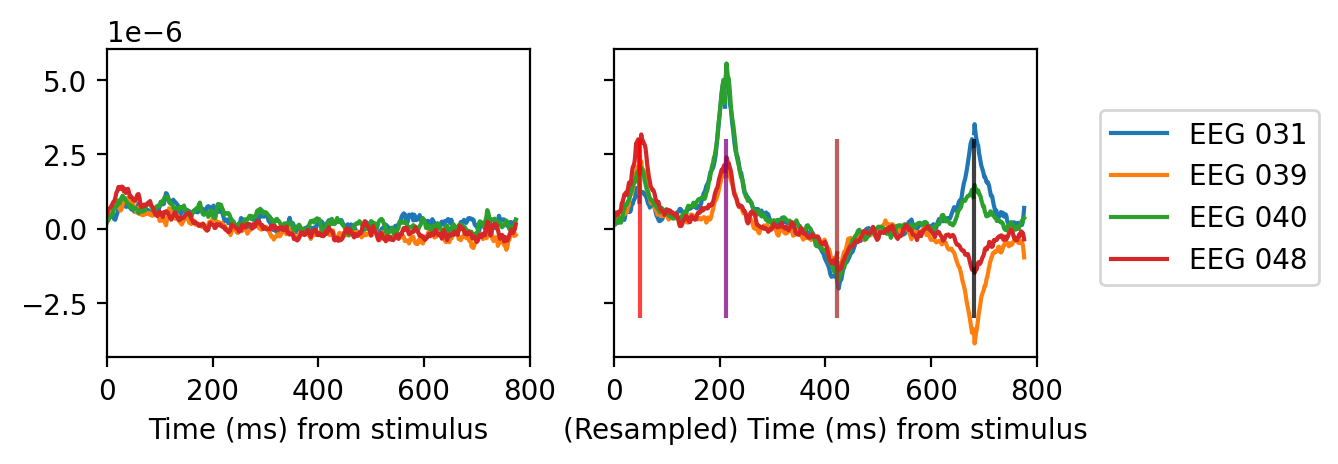 1e−6
5.0
2.5
0.0
−2.5
0 200 400 600 800
Time (ms) from stimulus
0 200 400 600 800
(Resampled) Time (ms) from stimulus
EEG 031
EEG 039
EEG 040
EEG 048